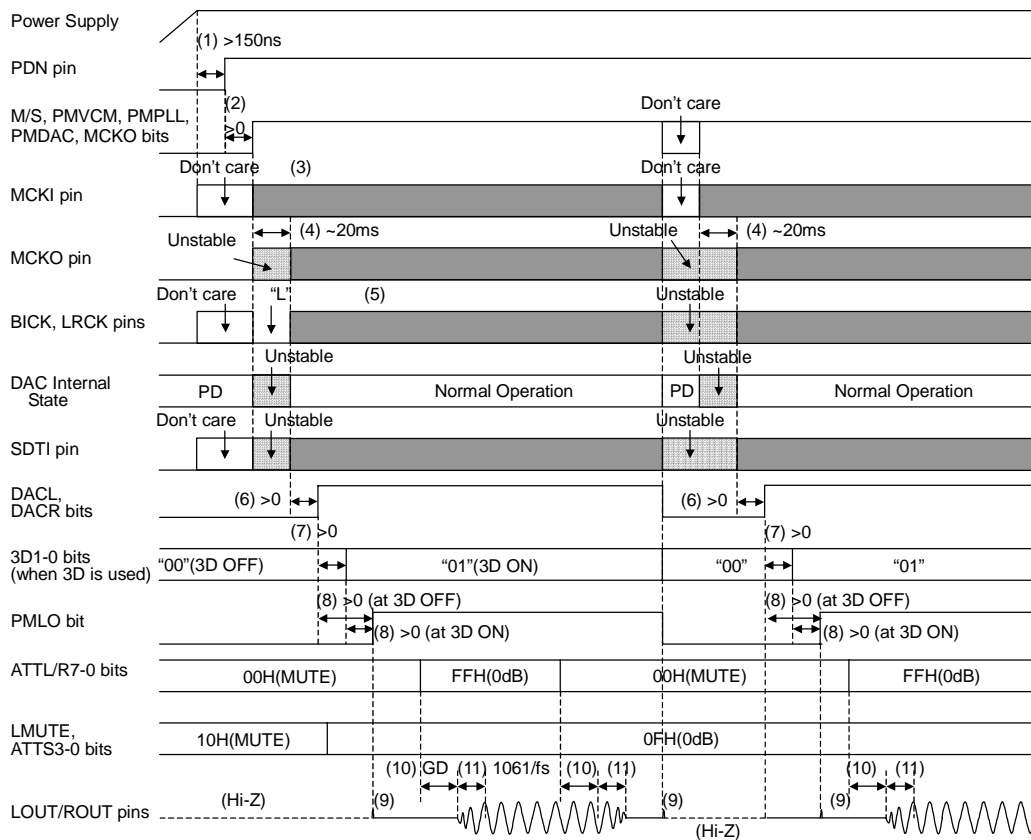 Power Supply
(1) >150ns
PDN pin
(2)
M/S, PMVCM, PMPLL,
PMDAC, MCKO bits
>0
Don't care
Don't care
(3)
Don't care
MCKI pin
(4) ~20ms
Unstable
(4) ~20ms
Unstable
MCKO pin
Don't care
“L”
(5)
Unstable
BICK, LRCK pins
Unstable
Unstable
DAC Internal
State
PD
Normal Operation
PD
Normal Operation
Don't care
Unstable
Unstable
SDTI pin
DACL,
DACR bits
(6) >0
(6) >0
(7) >0
(7) >0
3D1-0 bits
(when 3D is used)
“00”(3D OFF)
“01”(3D ON)
“00”
“01”
(8) >0 (at 3D OFF)
(8) >0 (at 3D OFF)
PMLO bit
(8) >0 (at 3D ON)
(8) >0 (at 3D ON)
ATTL/R7-0 bits
00H(MUTE)
FFH(0dB)
00H(MUTE)
FFH(0dB)
LMUTE,
ATTS3-0 bits
10H(MUTE)
0FH(0dB)
(10) GD
(11)
1061/fs
(10)
(11)
(10)
(11)
LOUT/ROUT pins
(Hi-Z)
(9)
(9)
(Hi-Z)
(9)